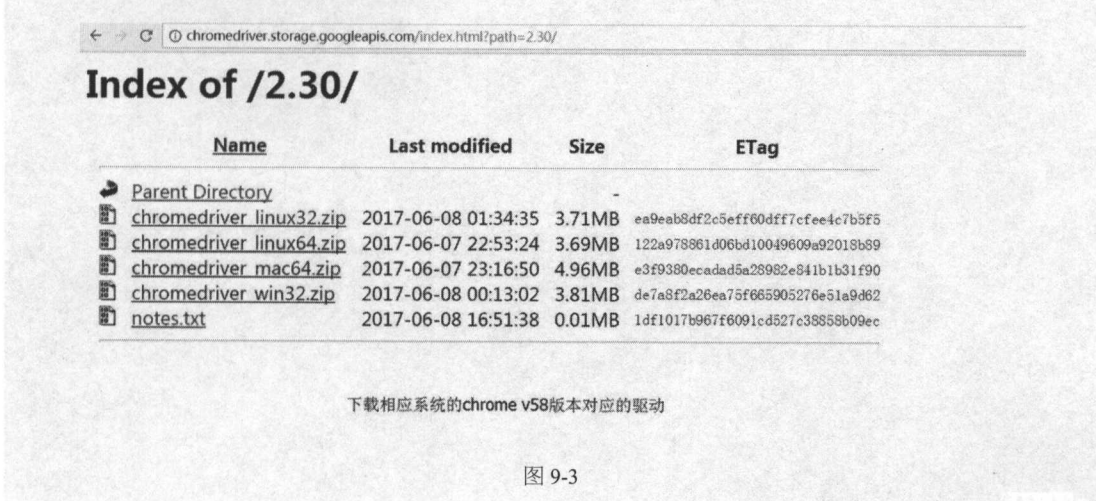 chromedriver.storage.googleapis.com/index.html?path=2.30/
Index of /2.30/
Name Last modified Size ETag
Parent Directory -
chromedriver_linux32.zip 2017-06-08 01:34:35 3.71MB ea9eab8df2c5eff60dff7cfee4c7b5f5
chromedriver_linux64.zip 2017-06-07 22:53:24 3.69MB 122a978861d06bd10049609a92018b89
chromedriver_mac64.zip 2017-06-07 23:16:50 4.96MB e3f9380ecadad5a28982e841b1b31f90
chromedriver_win32.zip 2017-06-08 00:13:02 3.81MB de7a8f2a26ea75f665905276e51a9d62
notes.txt 2017-06-08 16:51:38 0.01MB 1df1017b967f6091cd527c38858b09ec
下载相应系统的chrome v58版本对应的驱动
图 9-3